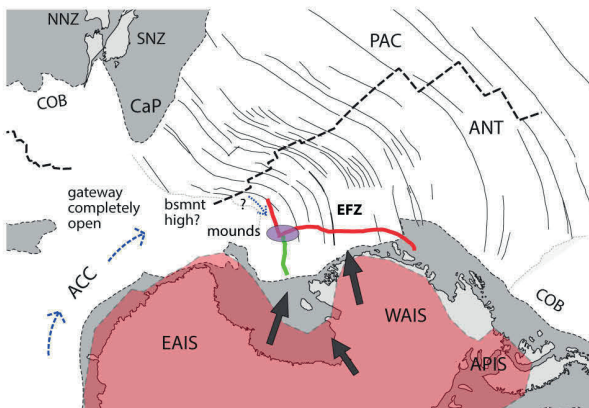 NNZ
SNZ
PAC
COB
CaP
ANT
gateway
completely
open
bsmnt
high?
?
EFZ
mounds
ACC
COB
WAIS
EAIS
APIS